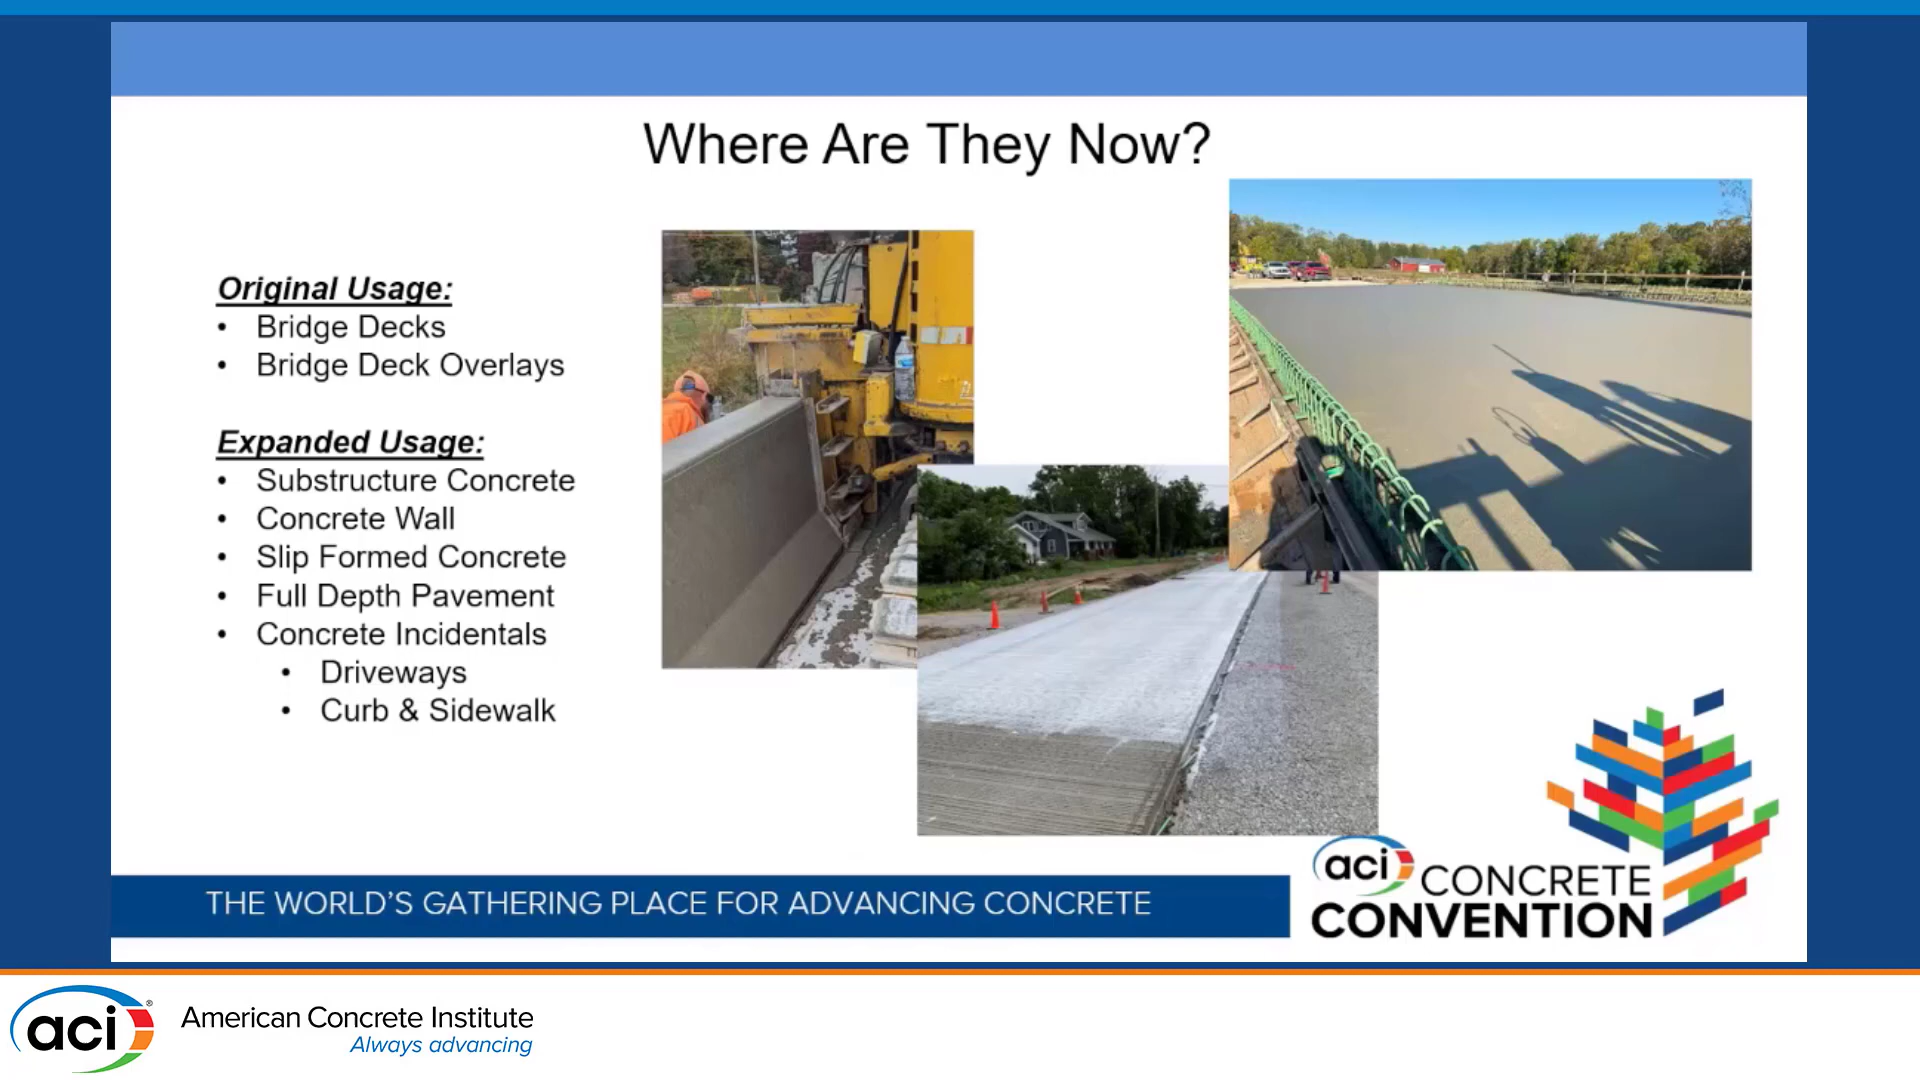 Where Are They Now?
Original Usage:
• Bridge Decks
• Bridge Deck Overlays
Expanded Usage:
• Substructure Concrete
• Concrete Wall
• Slip Formed Concrete
• Full Depth Pavement
• Concrete Incidentals
• Driveways
• Curb & Sidewalk
THE WORLD'S GATHERING PLACE FOR ADVANCING CONCRETE
aci CONCRETE
CONVENTION
aci®
American Concrete Institute
Always advancing